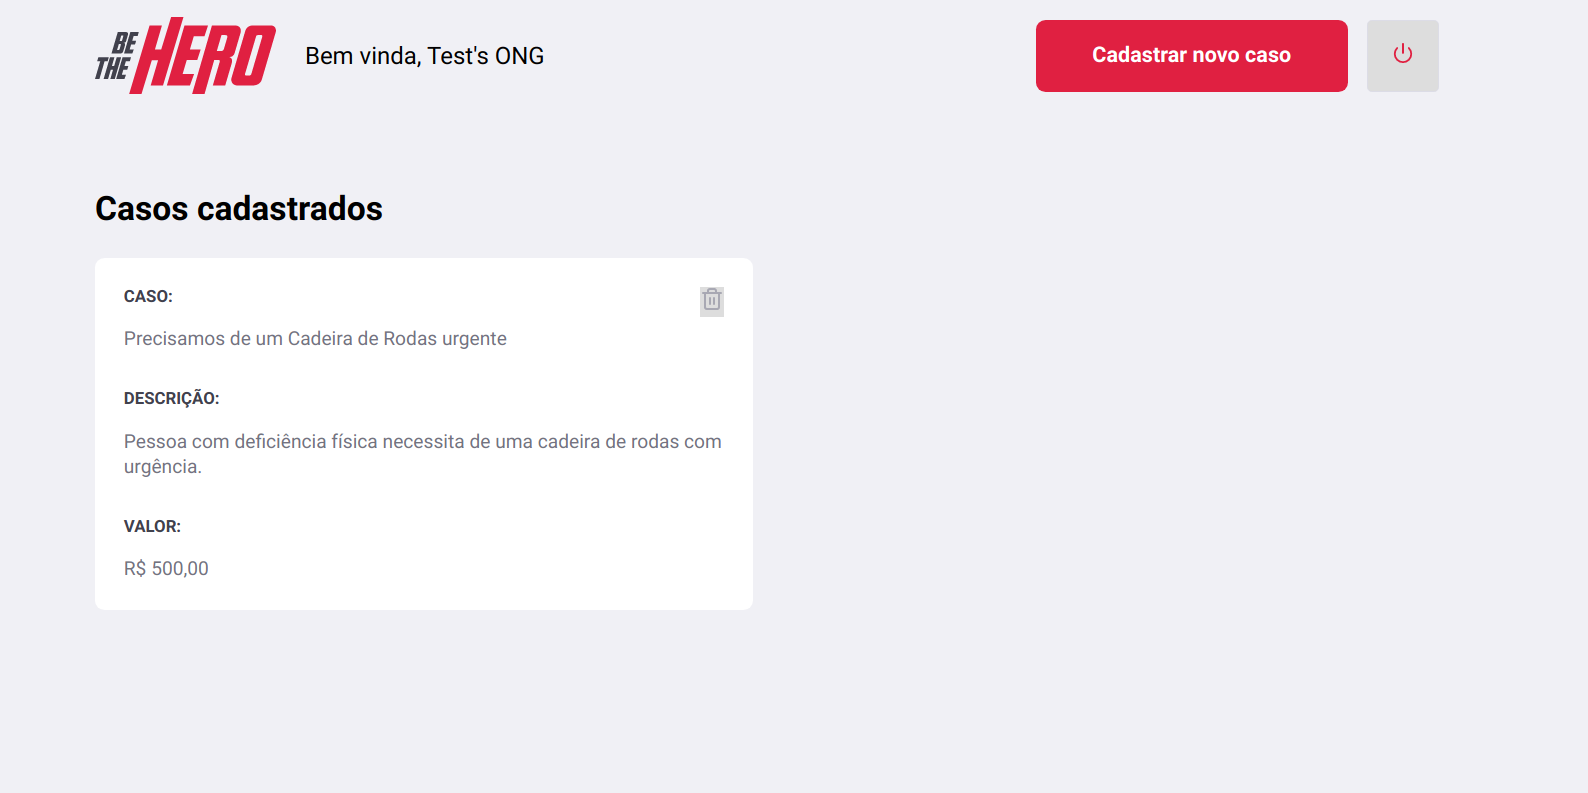 BE
THE
HERO
Bem vinda, Test's ONG
Cadastrar novo caso
Casos cadastrados
CASO:
Precisamos de um Cadeira de Rodas urgente
DESCRIÇÃO:
Pessoa com deficiência física necessita de uma cadeira de rodas com
urgência.
VALOR:
R$ 500,00